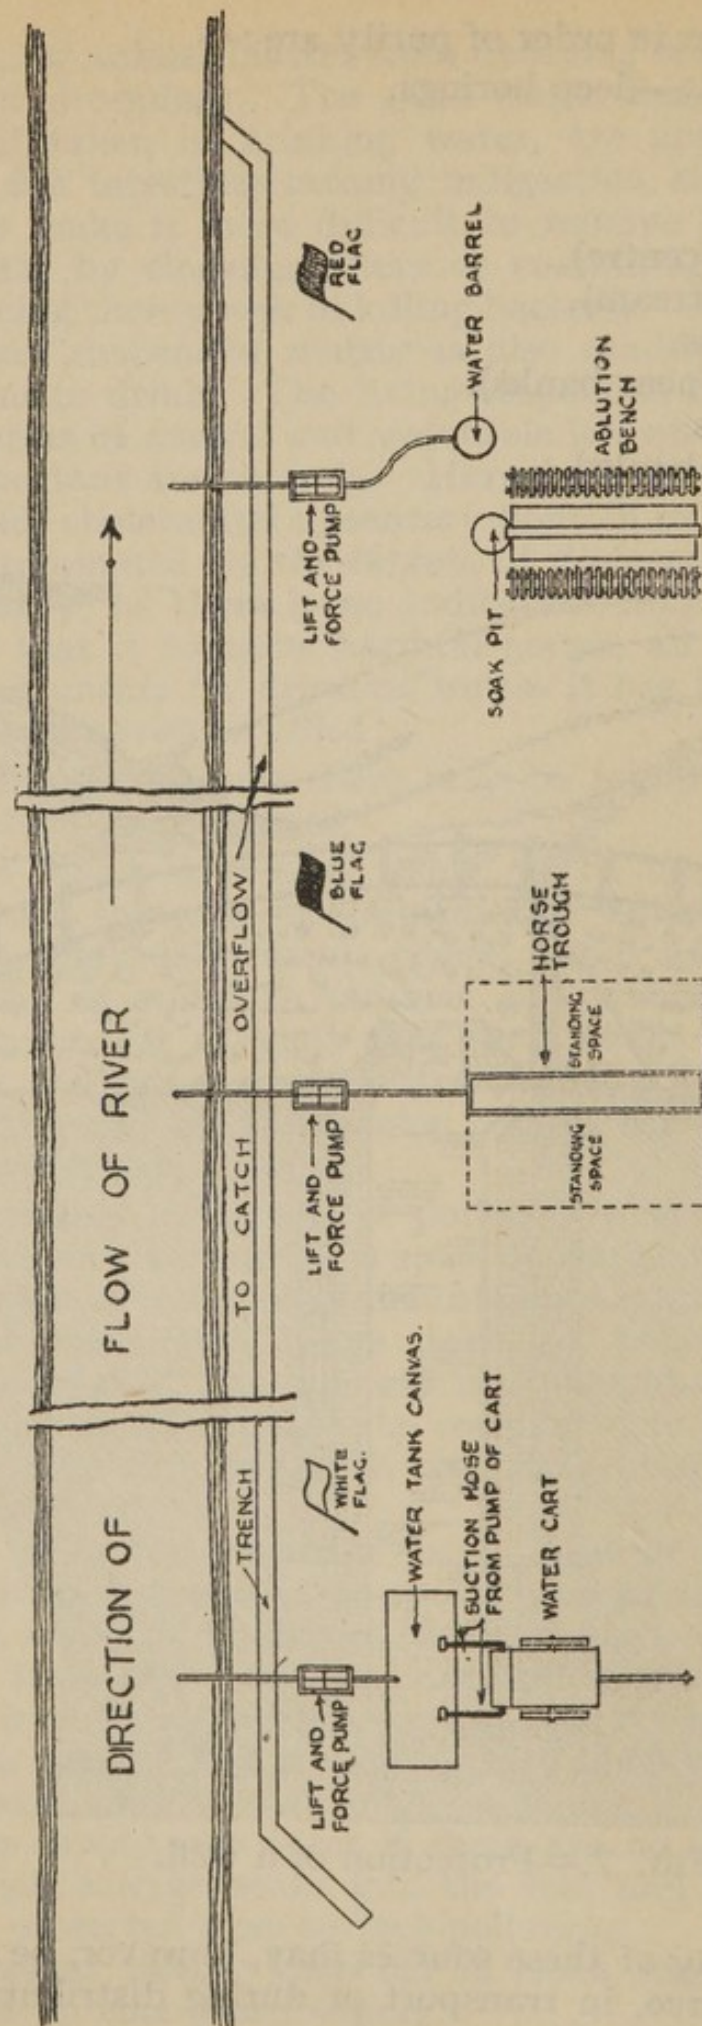 DIRECTION OF FLOW OF RIVER
TRENCH TO CATCH OVERFLOW
WHITE
FLAG.
BLUE
FLAG
RED
FLAG
LIFT AND
FORCE PUMP
LIFT AND
FORCE PUMP
LIFT AND
FORCE PUMP
WATER TANK CANVAS.
SUCTION HOSE
FROM PUMP OF CART
WATER CART
HORSE
TROUGH
STANDING
SPACE
STANDING
SPACE
WATER BARREL
SOAK PIT
ABLUTION
BENCH